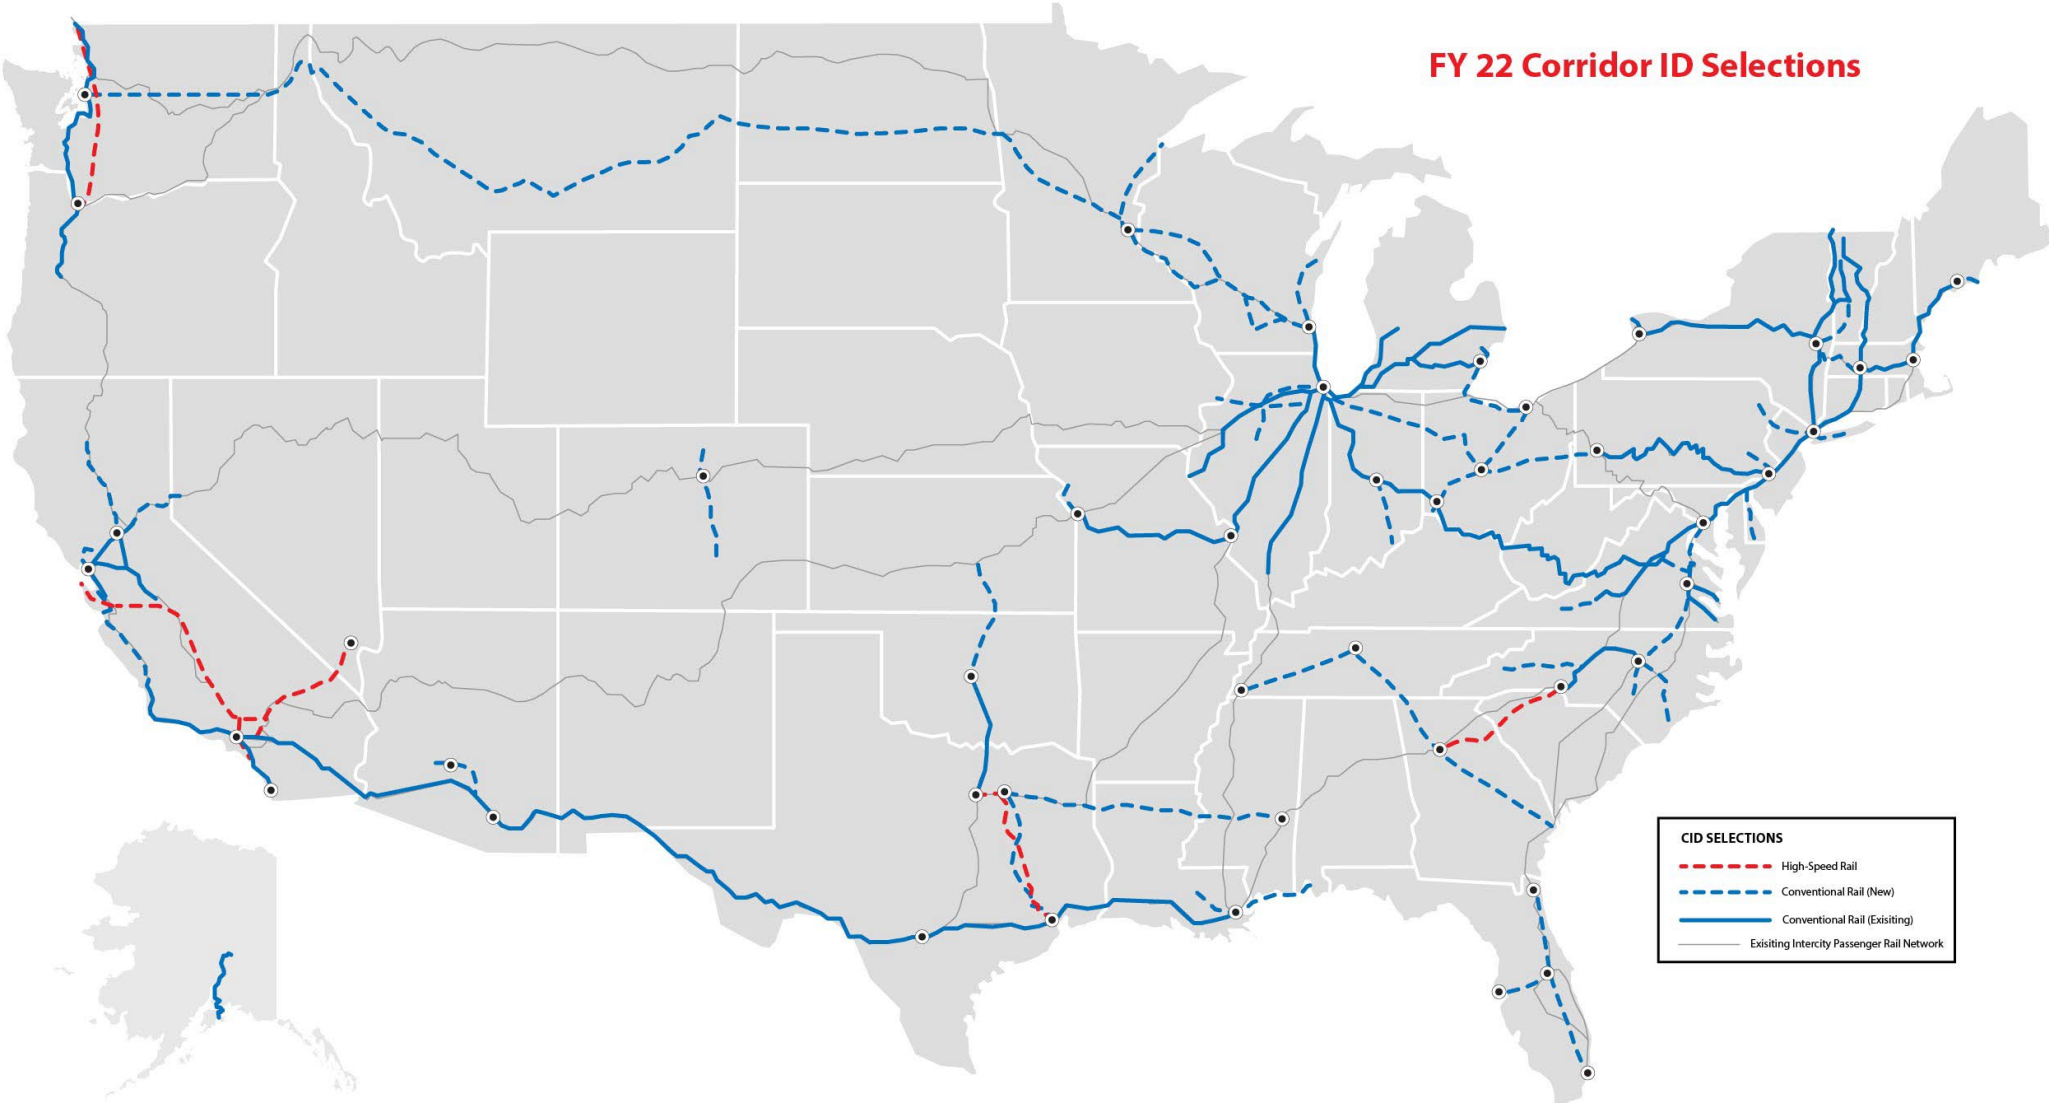 FY 22 Corridor ID Selections
CID SELECTIONS
High-Speed Rail
Conventional Rail (New)
Conventional Rail (Exisiting)
Exisiting Intercity Passenger Rail Network